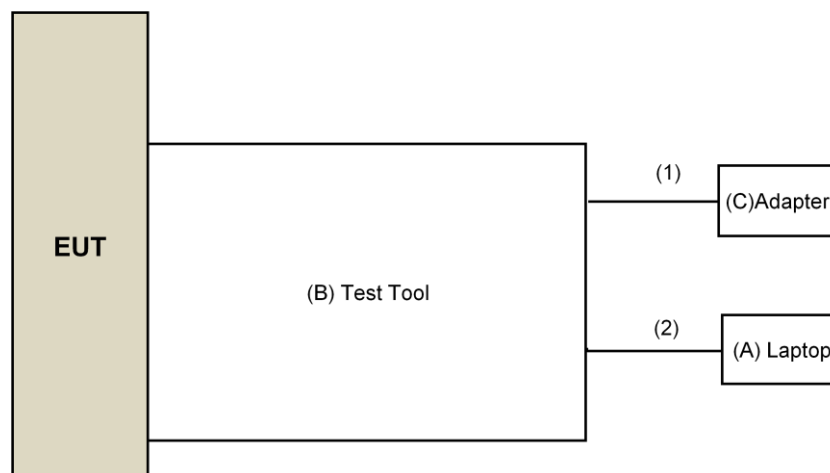 (1)
(C)Adapter
EUT
(B) Test Tool
(2)
(A) Laptop